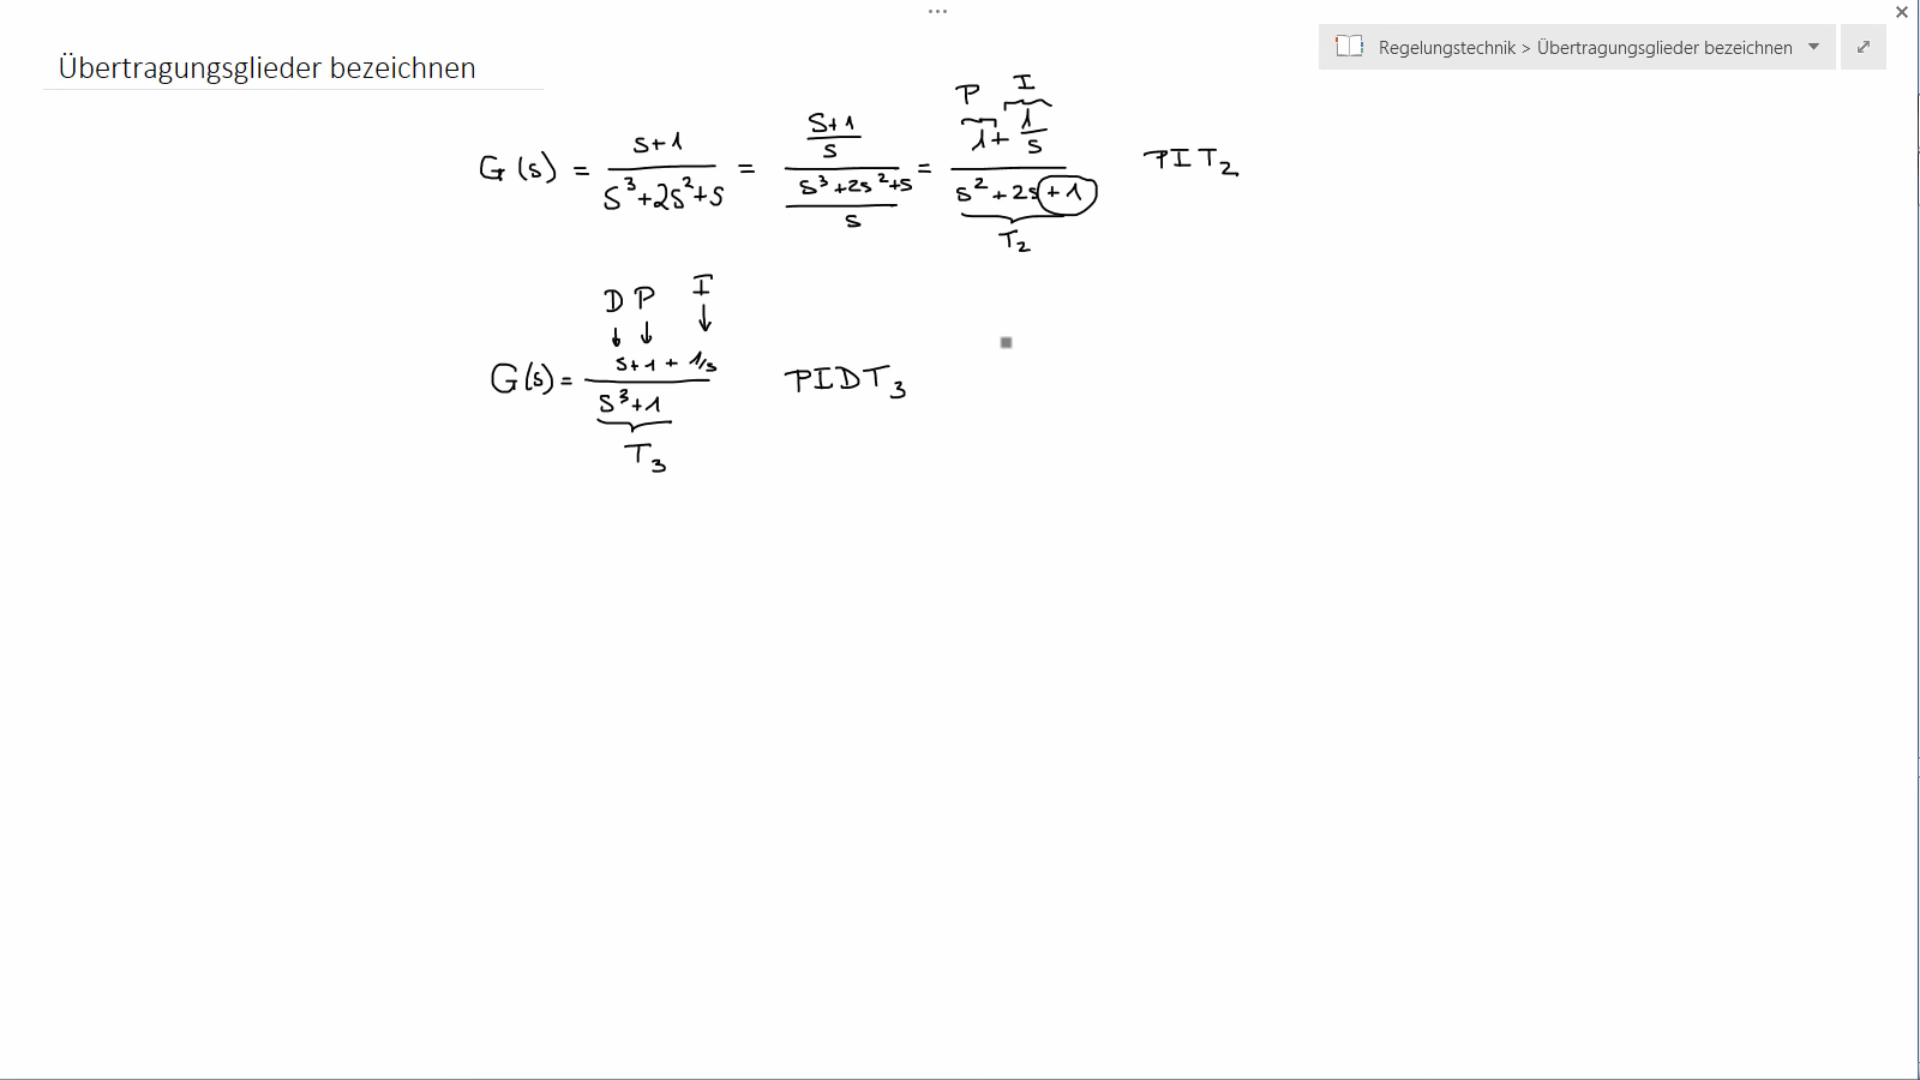 ...
Regelungstechnik > Übertragungsglieder bezeichnen
Übertragungsglieder bezeichnen
P I
G(s) = (s+1)/(s³+2s²+s) = ((s+1)/s)/((s³+2s²+s)/s) = (1+1/s)/(s²+2s+1) PIT₂
T₂
D P I
↓ ↓ ↓
G(s) = (s+1+1/s)/(s³+1) PIDT₃
T₃